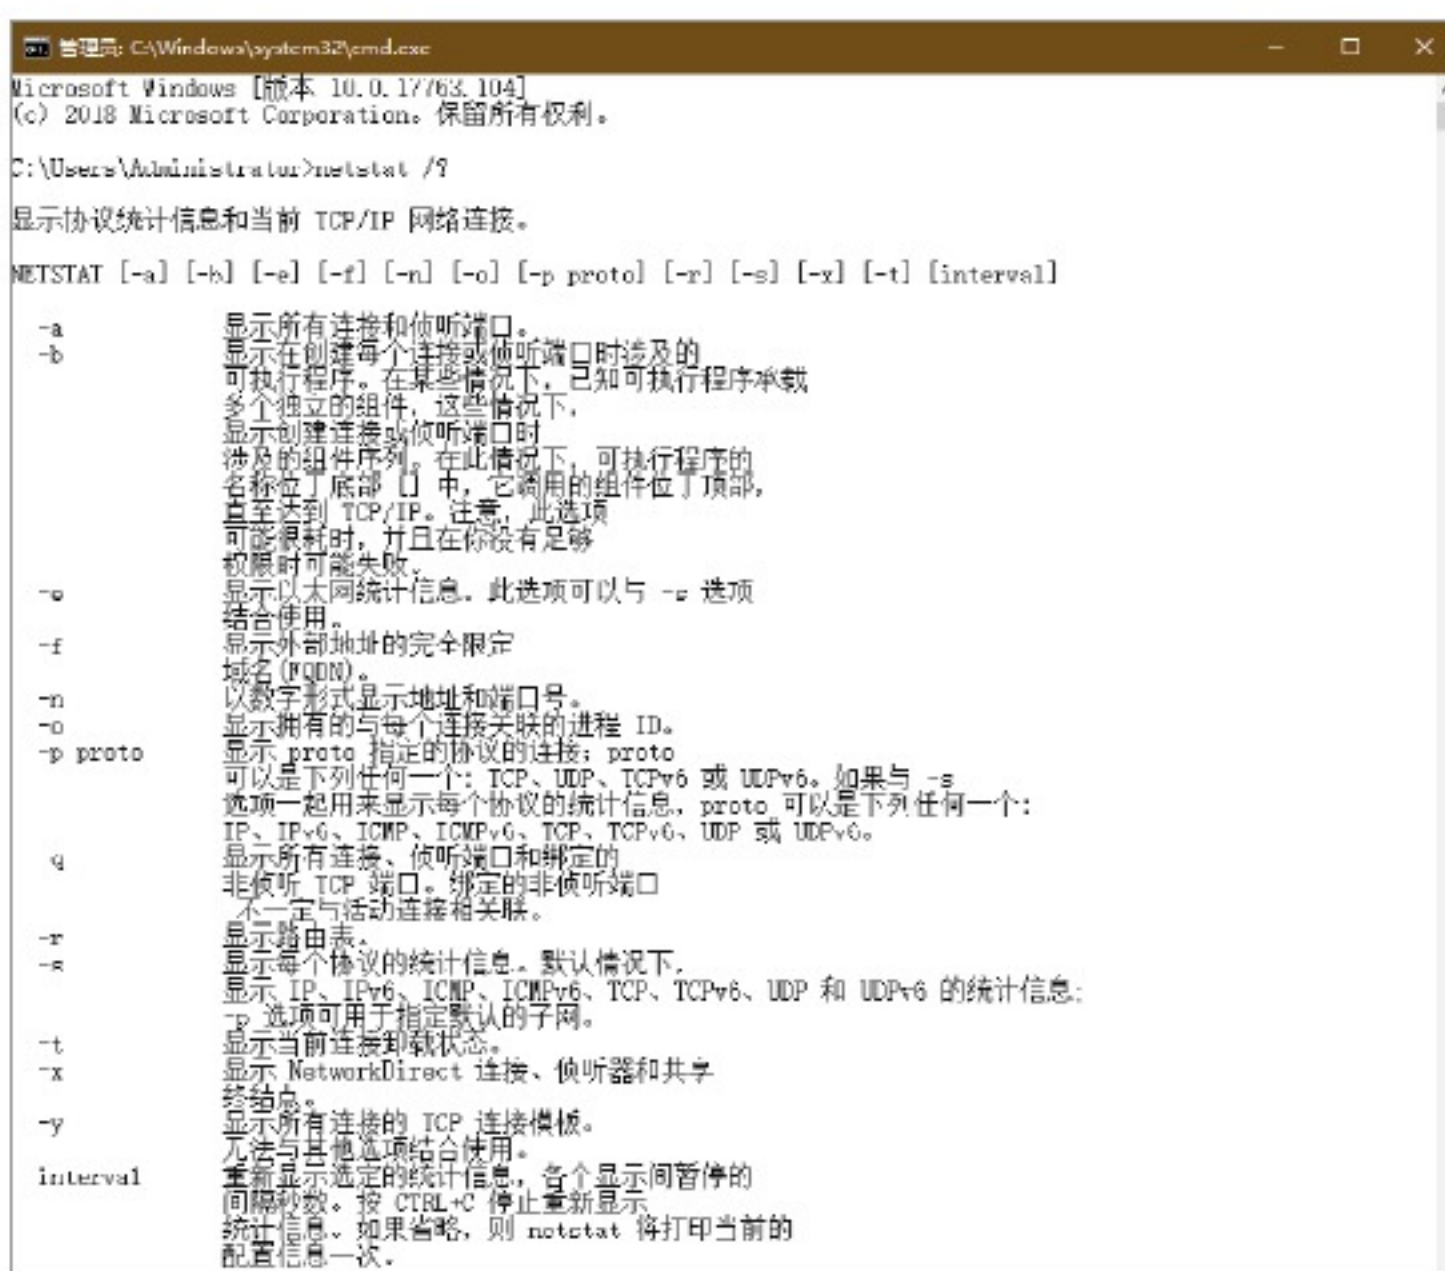 管理员: C:\Windows\system32\cmd.exe
Microsoft Windows [版本 10.0.17763.104]
(c) 2018 Microsoft Corporation。保留所有权利。
C:\Users\Administrator>netstat /?
显示协议统计信息和当前 TCP/IP 网络连接。
NETSTAT [-a] [-b] [-e] [-f] [-n] [-o] [-p proto] [-r] [-s] [-x] [-t] [interval]
-a 显示所有连接和侦听端口。
-b 显示在创建每个连接或侦听端口时涉及的
可执行程序。在某些情况下，已知可执行程序承载
多个独立的组件，这些情况下，
显示创建连接或侦听端口时
涉及的组件序列。在此情况下，可执行程序的
名称位于底部 [] 中，它调用的组件位于顶部，
直至达到 TCP/IP。注意，此选项
可能很耗时，并且在你没有足够
权限时可能失败。
-e 显示以太网统计信息。此选项可以与 -s 选项
结合使用。
-f 显示外部地址的完全限定
域名(FQDN)。
-n 以数字形式显示地址和端口号。
-o 显示拥有的与每个连接关联的进程 ID。
-p proto 显示 proto 指定的协议的连接；proto
可以是下列任何一个: TCP、UDP、TCPv6 或 UDPv6。如果与 -s
选项一起用来显示每个协议的统计信息，proto 可以是下列任何一个:
IP、IPv6、ICMP、ICMPv6、TCP、TCPv6、UDP 或 UDPv6。
-q 显示所有连接、侦听端口和绑定的
非侦听 TCP 端口。绑定的非侦听端口
不一定与活动连接相关联。
-r 显示路由表。
-s 显示每个协议的统计信息。默认情况下，
显示 IP、IPv6、ICMP、ICMPv6、TCP、TCPv6、UDP 和 UDPv6 的统计信息;
-p 选项可用于指定默认的子网。
-t 显示当前连接卸载状态。
-x 显示 NetworkDirect 连接、侦听器和共享
终结点。
-y 显示所有连接的 TCP 连接模板。
无法与其他选项结合使用。
interval 重新显示选定的统计信息，各个显示间暂停的
间隔秒数。按 CTRL+C 停止重新显示
统计信息。如果省略，则 netstat 将打印当前的
配置信息一次。